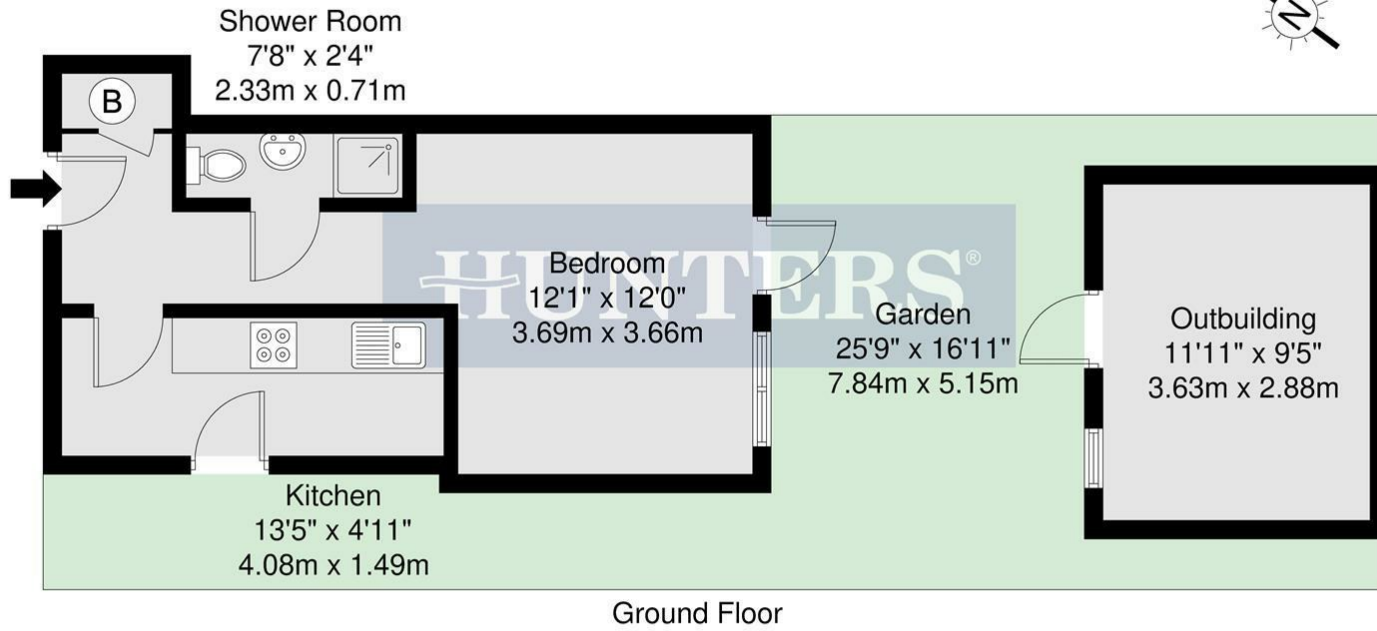 Shower Room
7'8" x 2'4"
2.33m x 0.71m
N
B
HUNTERS®
Bedroom
12'1" x 12'0"
3.69m x 3.66m
Garden
25'9" x 16'11"
7.84m x 5.15m
Outbuilding
11'11" x 9'5"
3.63m x 2.88m
Kitchen
13'5" x 4'11"
4.08m x 1.49m
Ground Floor